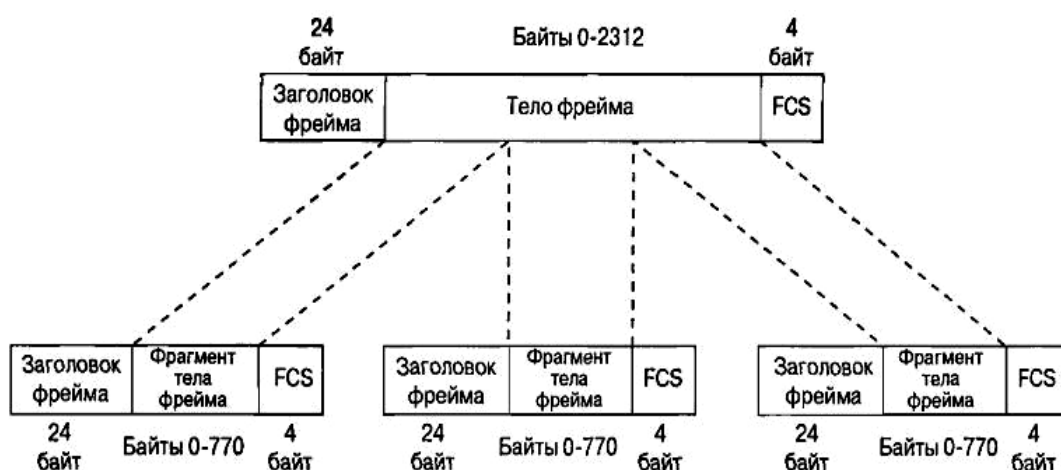 24
байт
Байты 0-2312
4
байт
Заголовок
фрейма
Тело фрейма
FCS
Заголовок
фрейма
Фрагмент
тела
фрейма
FCS
Заголовок
фрейма
Фрагмент
тела
фрейма
FCS
Заголовок
фрейма
Фрагмент
тела
фрейма
FCS
24
байт
Байты 0-770
4
байт
24
байт
Байты 0-770
4
байт
24
байт
Байты 0-770
4
байт